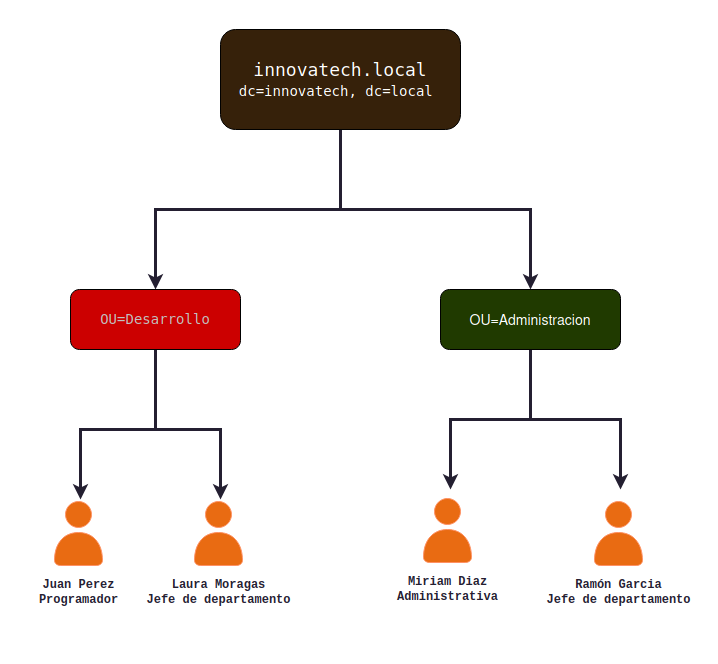 innovatech.local
dc=innovatech, dc=local
OU=Desarrollo
OU=Administracion
Juan Perez
Programador
Laura Moragas
Jefe de departamento
Miriam Diaz
Administrativa
Ramón Garcia
Jefe de departamento